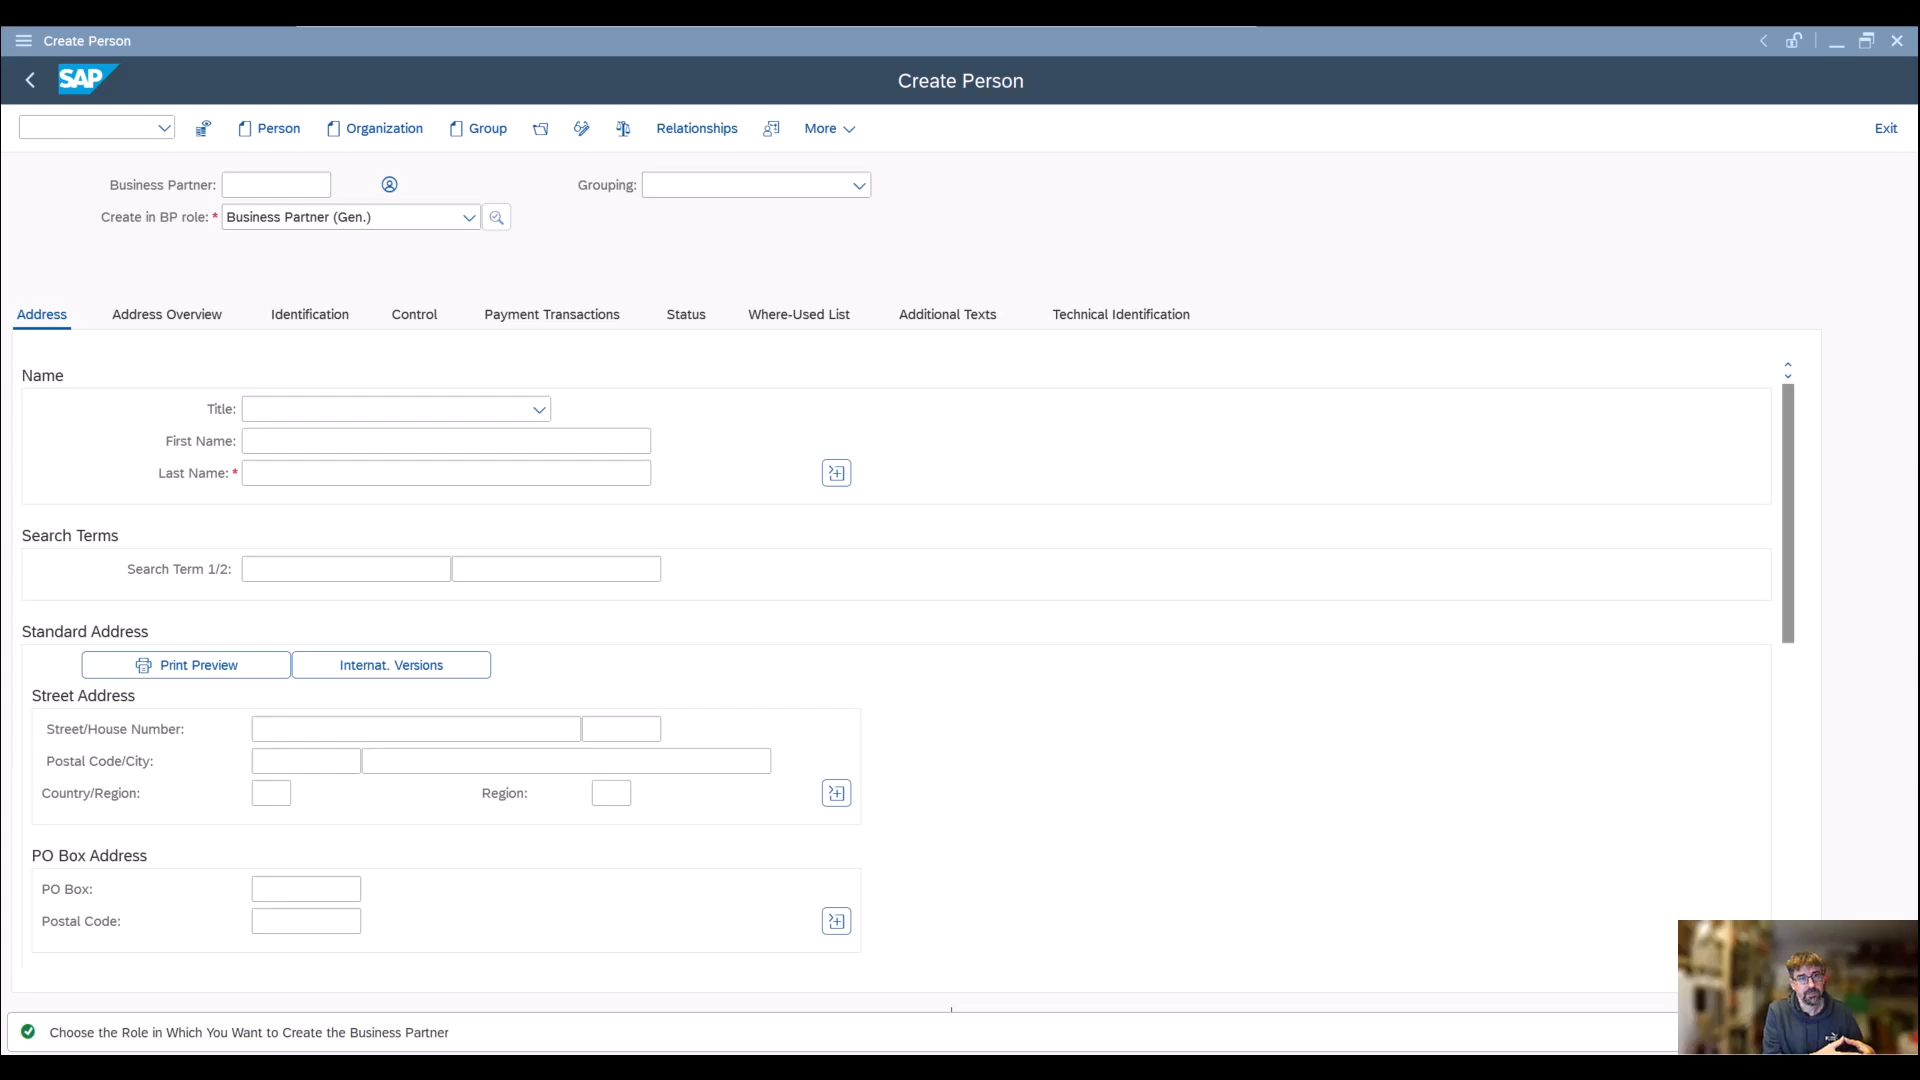 Create Person
SAP
Create Person
Person Organization Group Relationships More Exit
Business Partner: Grouping:
Create in BP role: * Business Partner (Gen.)
Address Address Overview Identification Control Payment Transactions Status Where-Used List Additional Texts Technical Identification
Name
Title:
First Name:
Last Name: *
Search Terms
Search Term 1/2:
Standard Address
Print Preview Internat. Versions
Street Address
Street/House Number:
Postal Code/City:
Country/Region: Region:
PO Box Address
PO Box:
Postal Code:
Choose the Role in Which You Want to Create the Business Partner